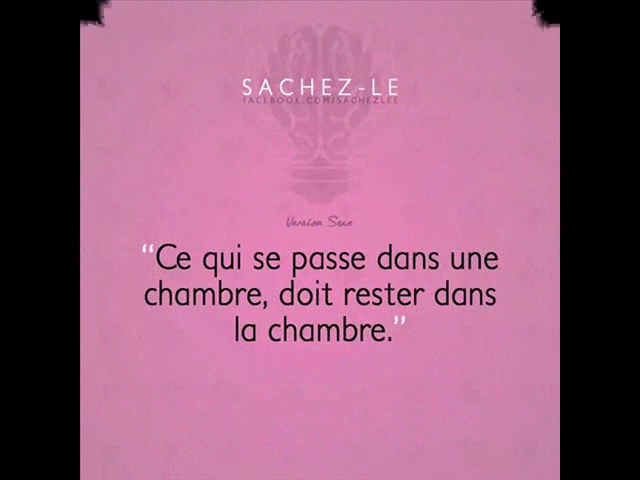 SACHEZ-LE
FACEBOOK.COM/SACHEZLEE
Version Sexe
“Ce qui se passe dans une
chambre, doit rester dans
la chambre.”